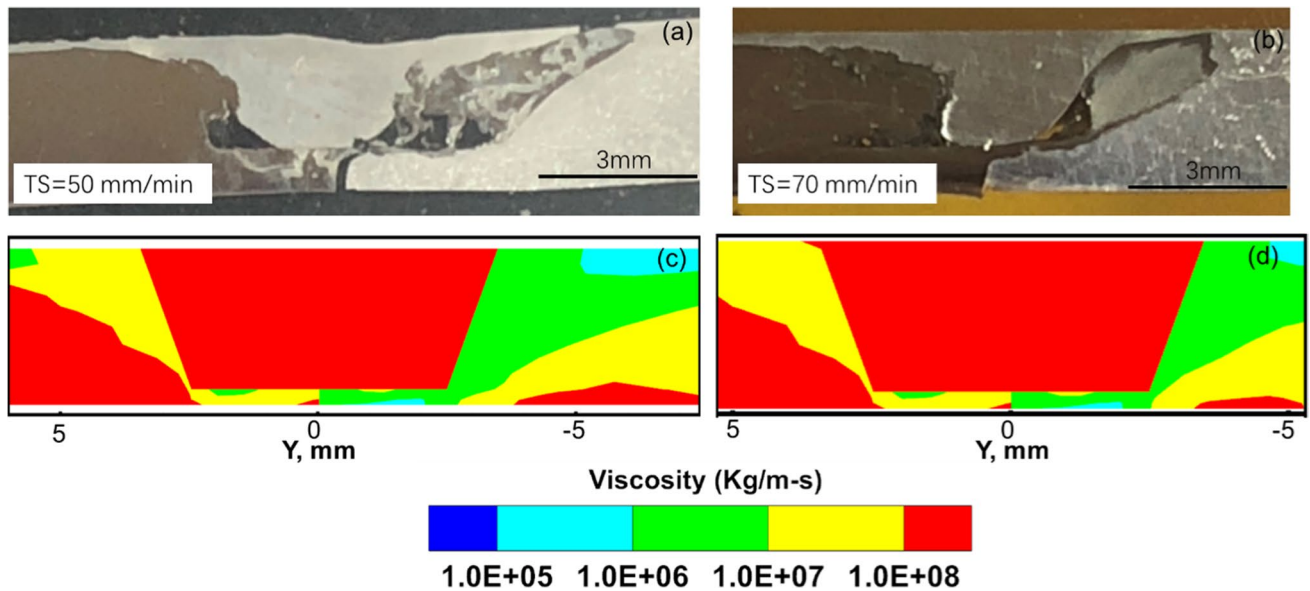 (a)
(b)
3mm
3mm
TS=50 mm/min
TS=70 mm/min
(c)
(d)
5 0 -5
5 0 -5
Y, mm
Y, mm
Viscosity (Kg/m-s)
1.0E+05 1.0E+06 1.0E+07 1.0E+08